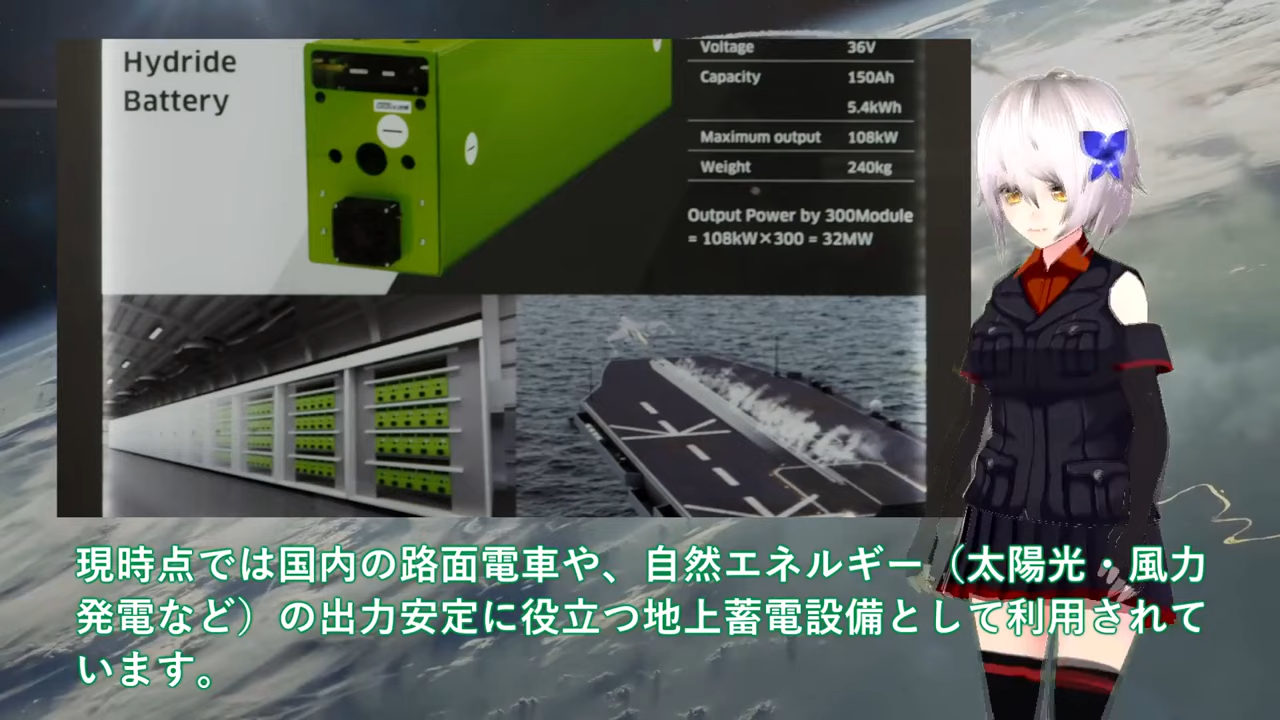 Hydride
Battery
Voltage 36V
Capacity 150Ah
5.4kWh
Maximum output 108kW
Weight 240kg
Output Power by 300Module
= 108kW×300 = 32MW
現時点では国内の路面電車や、自然エネルギー（太陽光・風力
発電など）の出力安定に役立つ地上蓄電設備として利用されて
います。